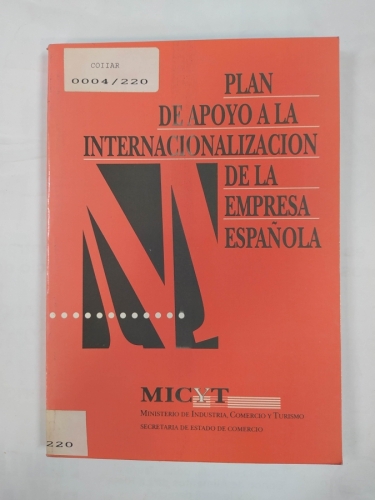 COIIAR
0004/220
PLAN
DE APOYO A LA
INTERNACIONALIZACION
DE LA
EMPRESA
ESPAÑOLA
MICYT
MINISTERIO DE INDUSTRIA, COMERCIO Y TURISMO
SECRETARIA DE ESTADO DE COMERCIO
220